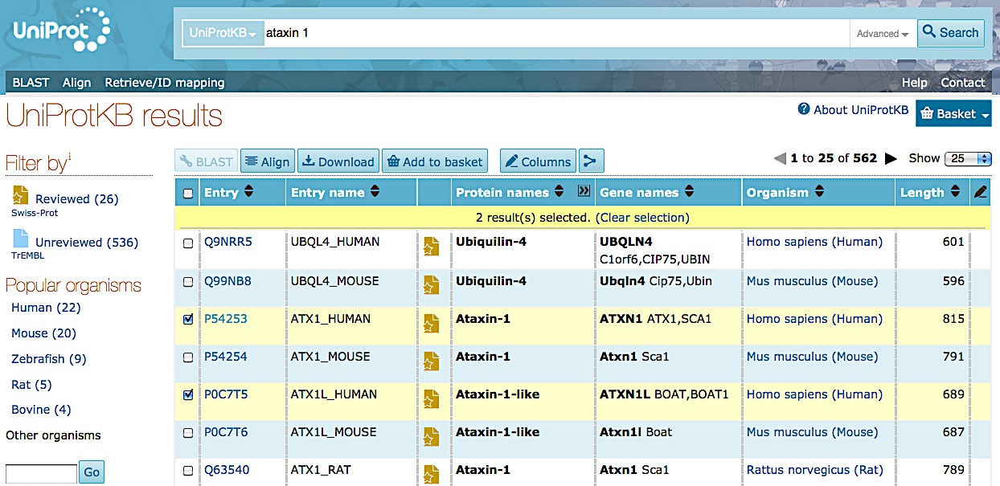 UniProt
UniProtKB ataxin 1 Advanced Search
BLAST Align Retrieve/ID mapping Help Contact
UniProtKB results
About UniProtKB Basket
Filter by i
BLAST Align Download Add to basket Columns 1 to 25 of 562 Show 25
Reviewed (26)
Swiss-Prot
Unreviewed (536)
TrEMBL
Popular organisms
Human (22)
Mouse (20)
Zebrafish (9)
Rat (5)
Bovine (4)
Other organisms
Go
Entry Entry name Protein names Gene names Organism Length
2 result(s) selected. (Clear selection)
Q9NRR5 UBQL4_HUMAN Ubiquilin-4 UBQLN4 Homo sapiens (Human) 601
C1orf6,CIP75,UBIN
Q99NB8 UBQL4_MOUSE Ubiquilin-4 Ubqln4 Cip75,Ubin Mus musculus (Mouse) 596
P54253 ATX1_HUMAN Ataxin-1 ATXN1 ATX1,SCA1 Homo sapiens (Human) 815
P54254 ATX1_MOUSE Ataxin-1 Atxn1 Sca1 Mus musculus (Mouse) 791
P0C7T5 ATX1L_HUMAN Ataxin-1-like ATXN1L BOAT,BOAT1 Homo sapiens (Human) 689
P0C7T6 ATX1L_MOUSE Ataxin-1-like Atxn1l Boat Mus musculus (Mouse) 687
Q63540 ATX1_RAT Ataxin-1 Atxn1 Sca1 Rattus norvegicus (Rat) 789